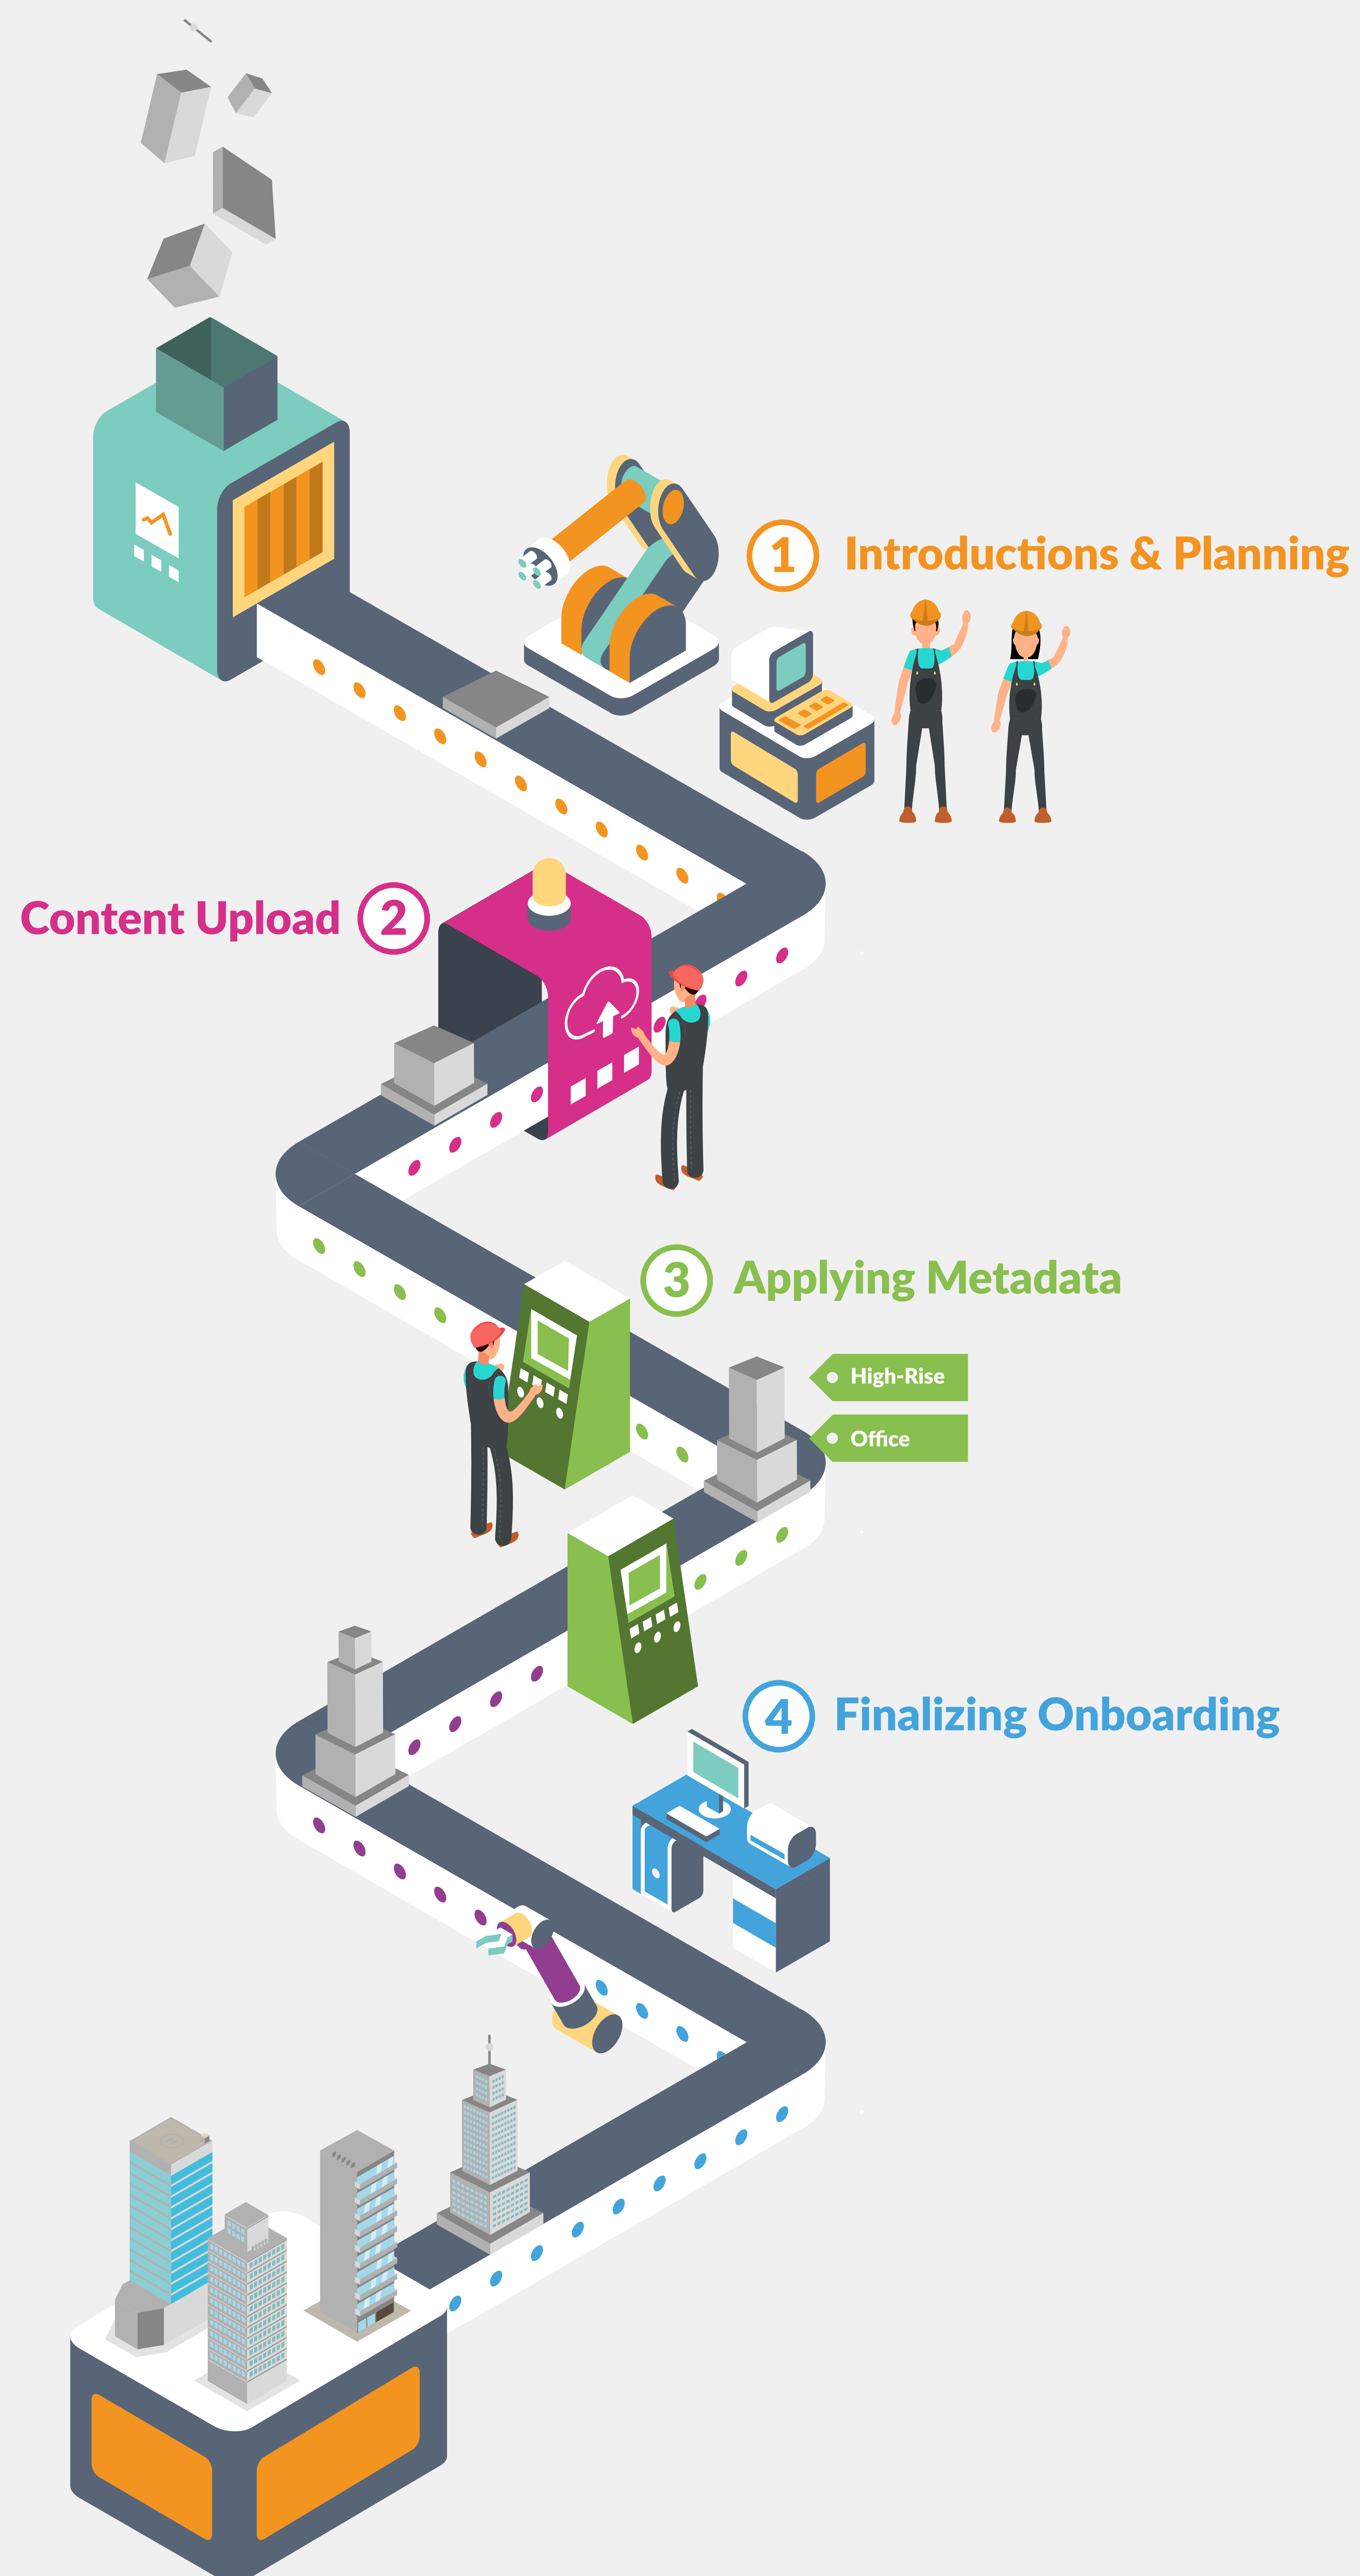 1 Introductions & Planning
Content Upload 2
3 Applying Metadata
High-Rise
Office
4 Finalizing Onboarding